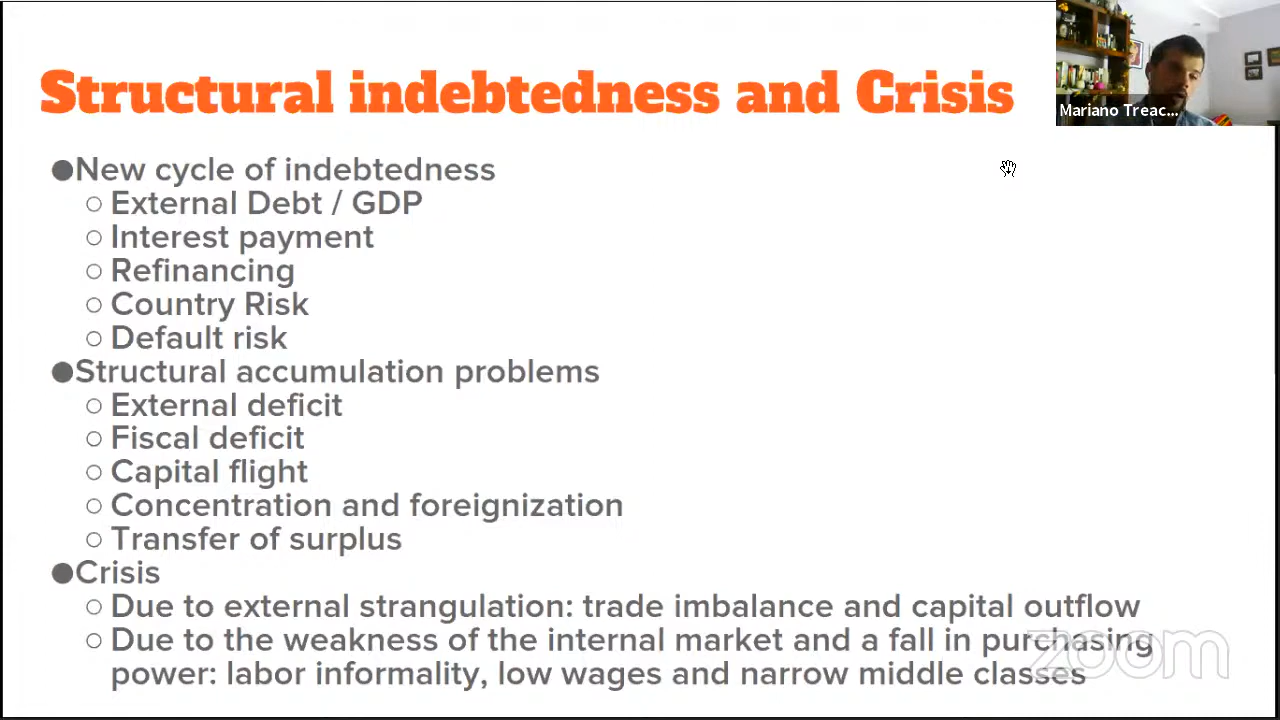 Structural indebtedness and Crisis
Mariano Treac...
●New cycle of indebtedness
○ External Debt / GDP
○ Interest payment
○ Refinancing
○ Country Risk
○ Default risk
●Structural accumulation problems
○ External deficit
○ Fiscal deficit
○ Capital flight
○ Concentration and foreignization
○ Transfer of surplus
●Crisis
○ Due to external strangulation: trade imbalance and capital outflow
○ Due to the weakness of the internal market and a fall in purchasing
power: labor informality, low wages and narrow middle classes
zoom